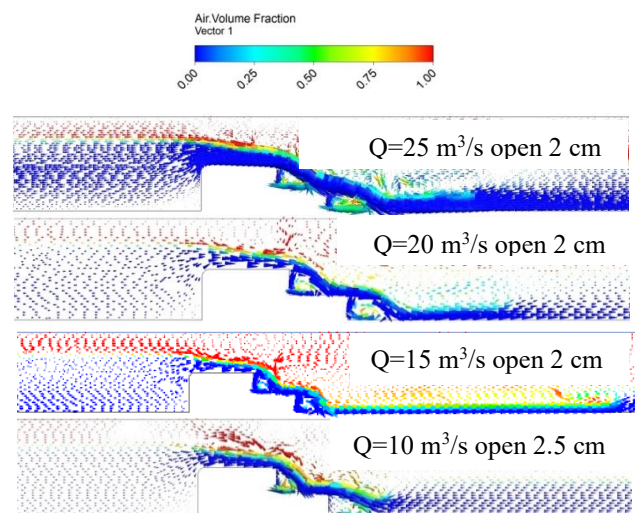 Air.Volume Fraction
Vector 1
0.00 0.25 0.50 0.75 1.00
Q=25 m³/s open 2 cm
Q=20 m³/s open 2 cm
Q=15 m³/s open 2 cm
Q=10 m³/s open 2.5 cm